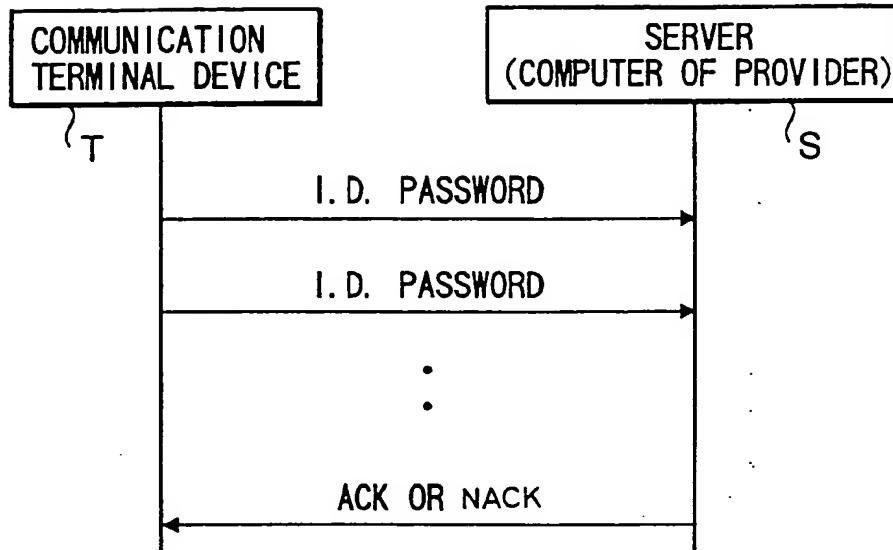 COMMUNICATION
TERMINAL DEVICE
SERVER
(COMPUTER OF PROVIDER)
T
S
I.D. PASSWORD
I.D. PASSWORD
ACK OR NACK